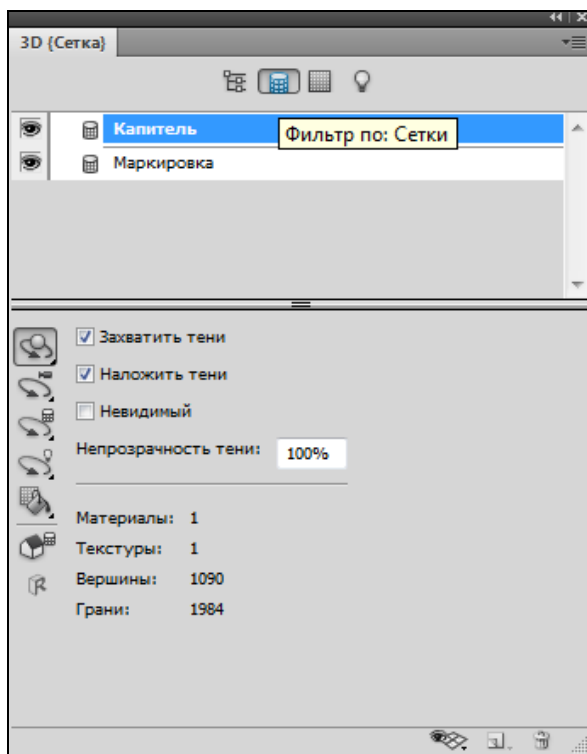 3D {Сетка}
Капитель
Фильтр по: Сетки
Маркировка
Захватить тени
Наложить тени
Невидимый
Непрозрачность тени: 100%
Материалы: 1
Текстуры: 1
Вершины: 1090
Грани: 1984